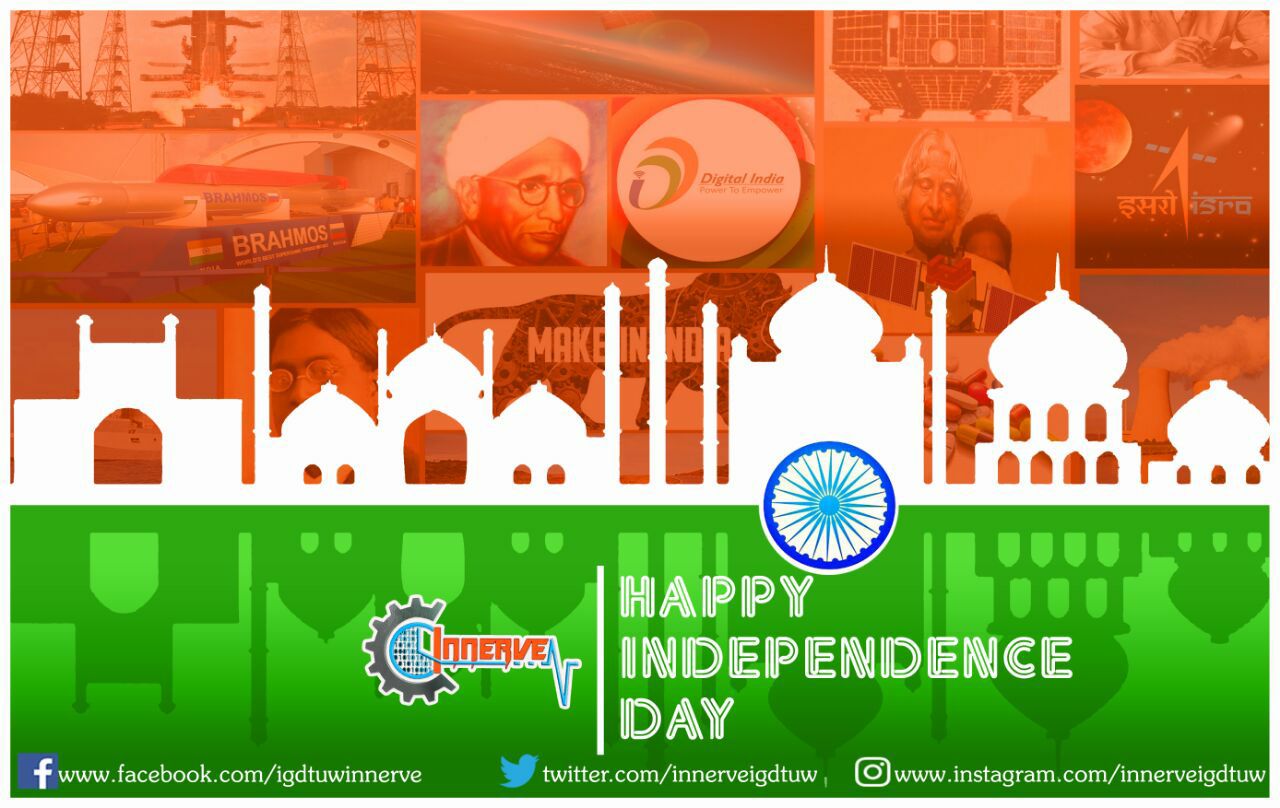 BRAHMOS
BRAHMOS
Digital India
Power To Empower
इसरो isro
MAKE IN INDIA
INNERVE
HAPPY
INDEPENDENCE
DAY
www.facebook.com/igdtuwinnerve
twitter.com/innerveigdtuw
www.instagram.com/innerveigdtuw